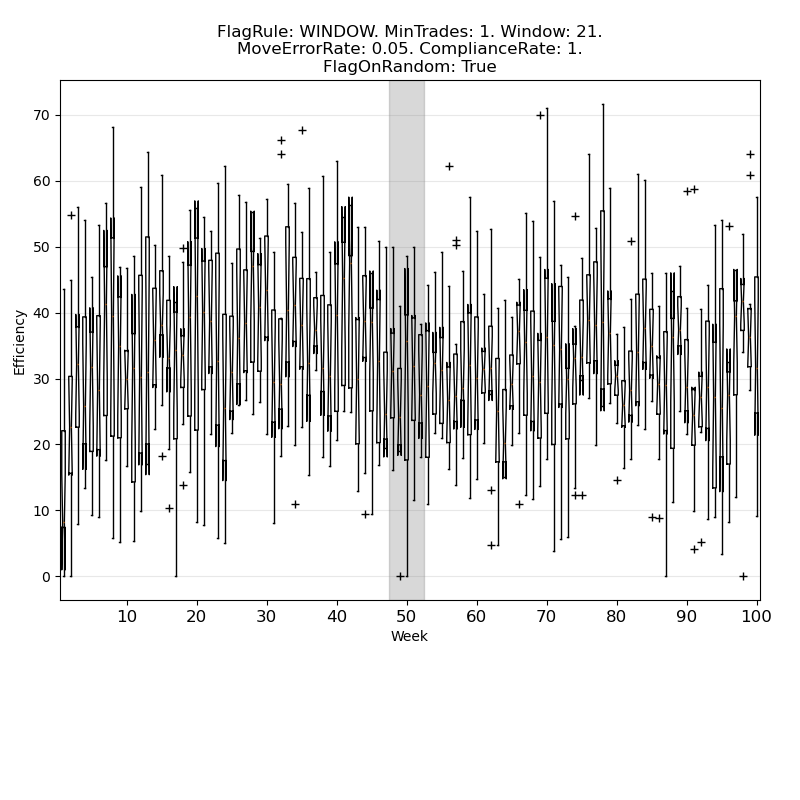 FlagRule: WINDOW. MinTrades: 1. Window: 21.
MoveErrorRate: 0.05. ComplianceRate: 1.
FlagOnRandom: True
70
60
50
40
30
20
10
0
Efficiency
10 20 30 40 50 60 70 80 90 100
Week